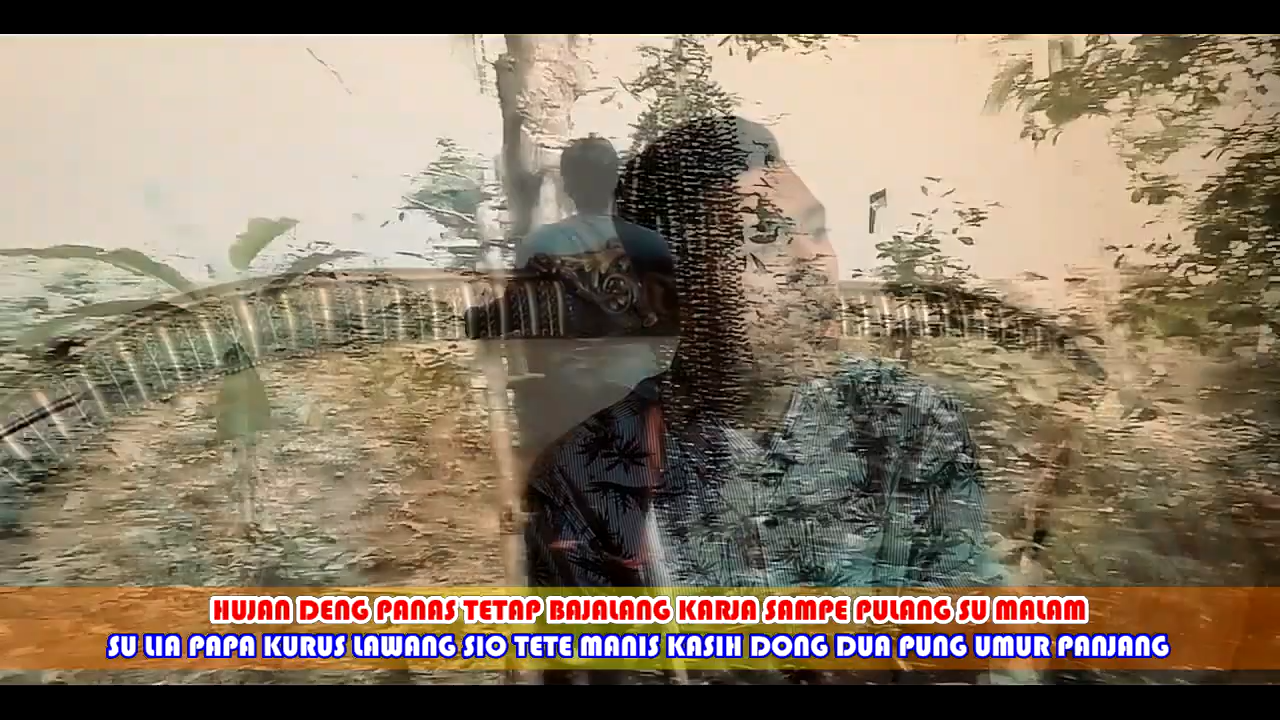 HUJAN DENG PANAS TETAP BAJALANG KARJA SAMPE PULANG SU MALAM
SU LIA PAPA KURUS LAWANG SIO TETE MANIS KASIH DONG DUA PUNG UMUR PANJANG